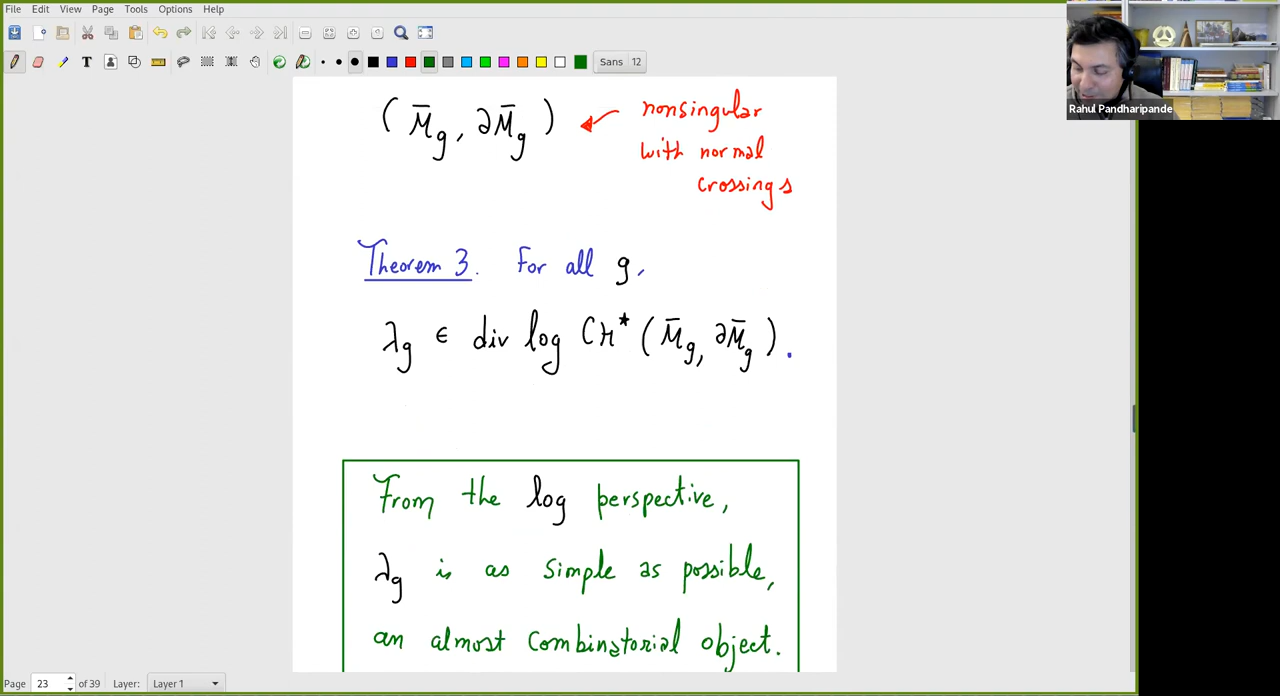 File Edit View Page Tools Options Help
Sans 12
Rahul Pandharipande
(M̄g, ∂M̄g)
nonsingular
with normal
crossings
Theorem 3. For all g,
λg ∈ div log CH* (M̄g, ∂M̄g).
From the log perspective,
λg is as simple as possible,
an almost combinatorial object.
Page 23 of 39 Layer: Layer 1